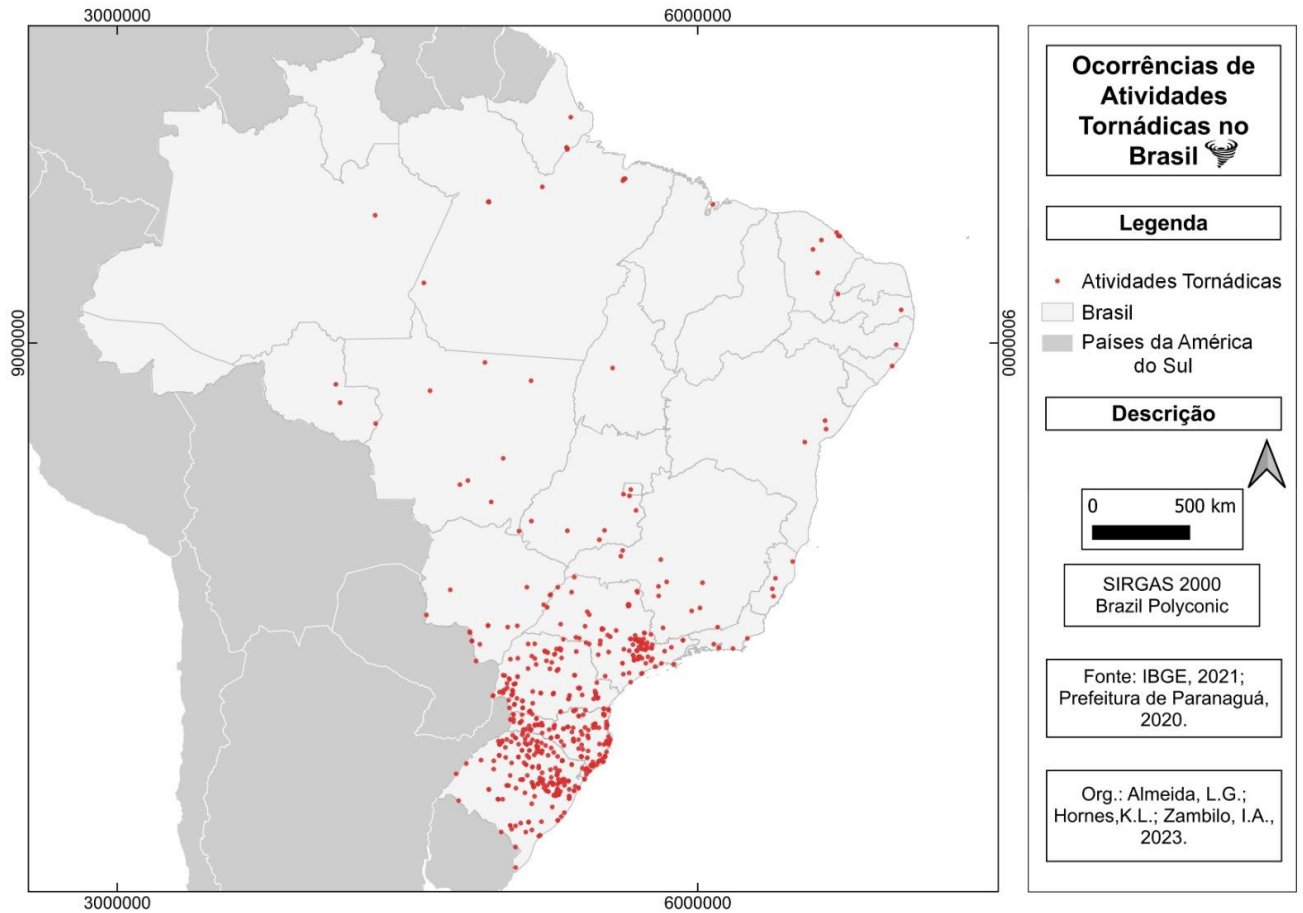 3000000
6000000
9000000
9000000
3000000
6000000
Ocorrências de
Atividades
Tornádicas no
Brasil
Legenda
Atividades Tornádicas
Brasil
Países da América
do Sul
Descrição
0 500 km
SIRGAS 2000
Brazil Polyconic
Fonte: IBGE, 2021;
Prefeitura de Paranaguá,
2020.
Org.: Almeida, L.G.;
Hornes,K.L.; Zambilo, I.A.,
2023.